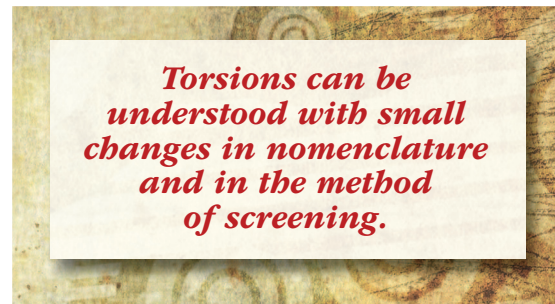 Torsions can be
understood with small
changes in nomenclature
and in the method
of screening.